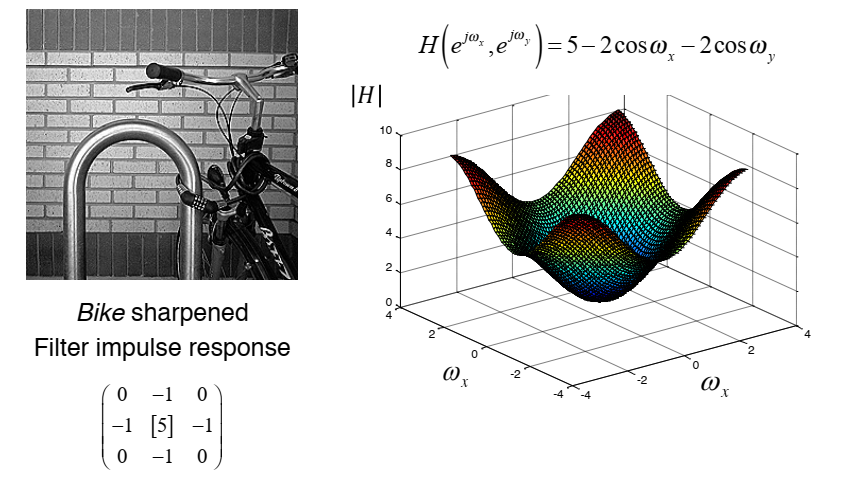 H(e^{jω_x}, e^{jω_y}) = 5 − 2cosω_x − 2cosω_y
|H|
10
8
6
4
2
0
4
2
0
-2
-4
-4
-2
0
2
4
ω_x
ω_x
Bike sharpened
Filter impulse response
0 −1 0
−1 [5] −1
0 −1 0